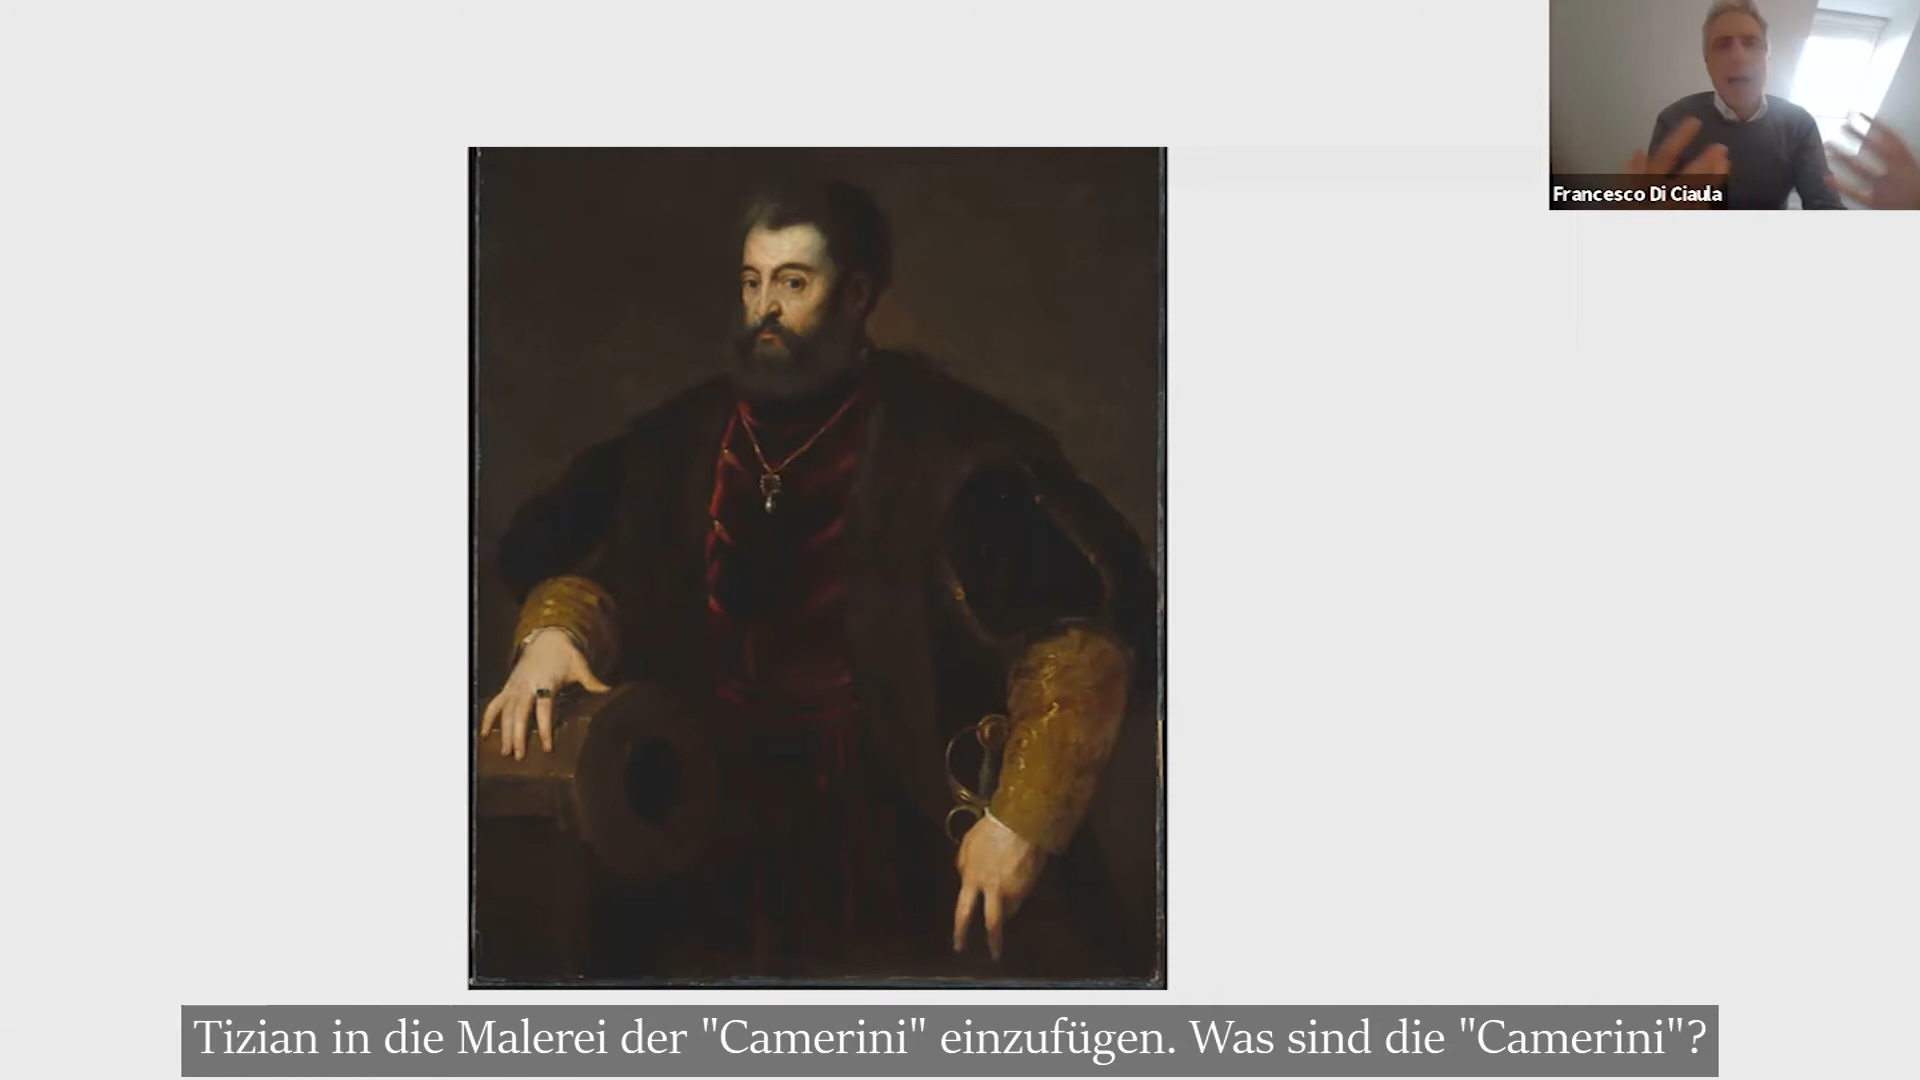 Francesco Di Ciaula
Tizian in die Malerei der "Camerini" einzufügen. Was sind die "Camerini"?